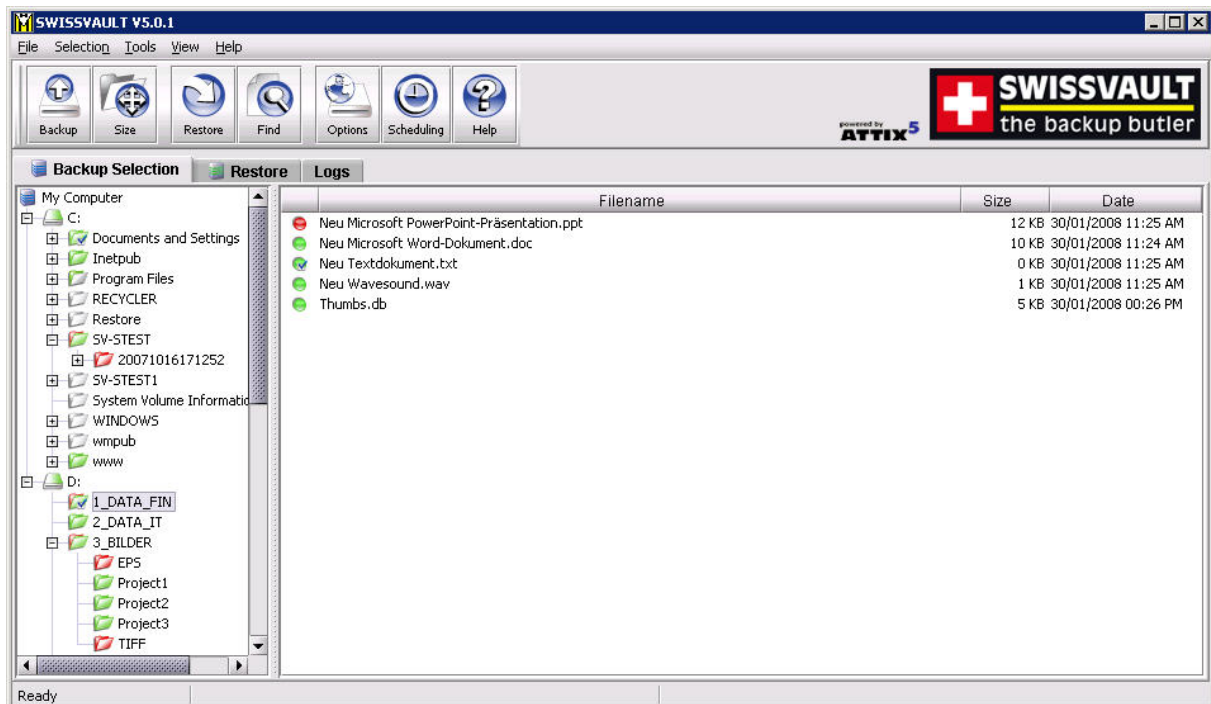 SWISSVAULT V5.0.1
File Selection Tools View Help
Backup Size Restore Find Options Scheduling Help
powered by
ATTIX5
SWISSVAULT
the backup butler
Backup Selection Restore Logs
My Computer
C:
Documents and Settings
Inetpub
Program Files
RECYCLER
Restore
SV-STEST
20071016171252
SV-STEST1
System Volume Informatic
WINDOWS
wmpub
www
D:
1_DATA_FIN
2_DATA_IT
3_BILDER
EPS
Project1
Project2
Project3
TIFF
Filename Size Date
Neu Microsoft PowerPoint-Präsentation.ppt 12 KB 30/01/2008 11:25 AM
Neu Microsoft Word-Dokument.doc 10 KB 30/01/2008 11:24 AM
Neu Textdokument.txt 0 KB 30/01/2008 11:25 AM
Neu Wavesound.wav 1 KB 30/01/2008 11:25 AM
Thumbs.db 5 KB 30/01/2008 00:26 PM
Ready